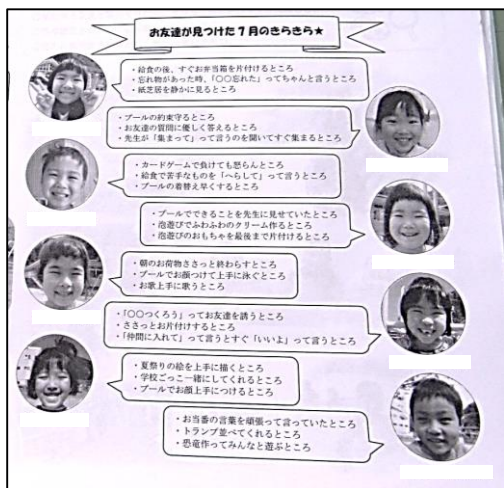 お友達が見つけた7月のきらきら★
・給食の後、すぐお弁当箱を片付けるところ
・忘れ物があった時、「〇〇忘れた」ってちゃんと言うところ
・紙芝居を静かに見るところ
・プールの約束守るところ
・お友達の質問に優しく答えるところ
・先生が「集まって」って言うのを聞いてすぐ集まるところ
・カードゲームで負けても怒らんところ
・給食で苦手なものを「へらして」って言うところ
・プールの着替え早くするところ
・プールでできることを先生に見せていたところ
・泡遊びでふわふわのクリーム作るところ
・泡遊びのおもちゃを最後まで片付けるところ
・朝のお荷物ささっと終わらすところ
・プールでお顔つけて上手に泳ぐところ
・お歌上手に歌うところ
・「〇〇つくろう」ってお友達を誘うところ
・ささっとお片付けするところ
・「仲間に入れて」って言うとすぐ「いいよ」って言うところ
・夏祭りの絵を上手に描くところ
・学校ごっこ一緒にしてくれるところ
・プールでお顔上手につけるところ
・お当番の言葉を頑張って言っていたところ
・トランプ並べてくれるところ
・恐竜作ってみんなと遊ぶところ